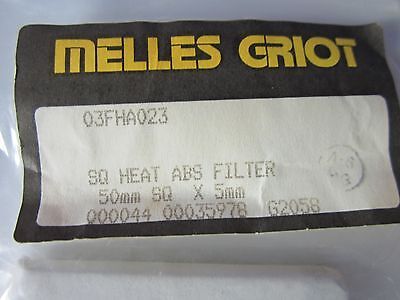 MELLES GRIOT
03FHA023
SQ HEAT ABS FILTER
50mm SQ X 5mm
000044 00035978 G2058